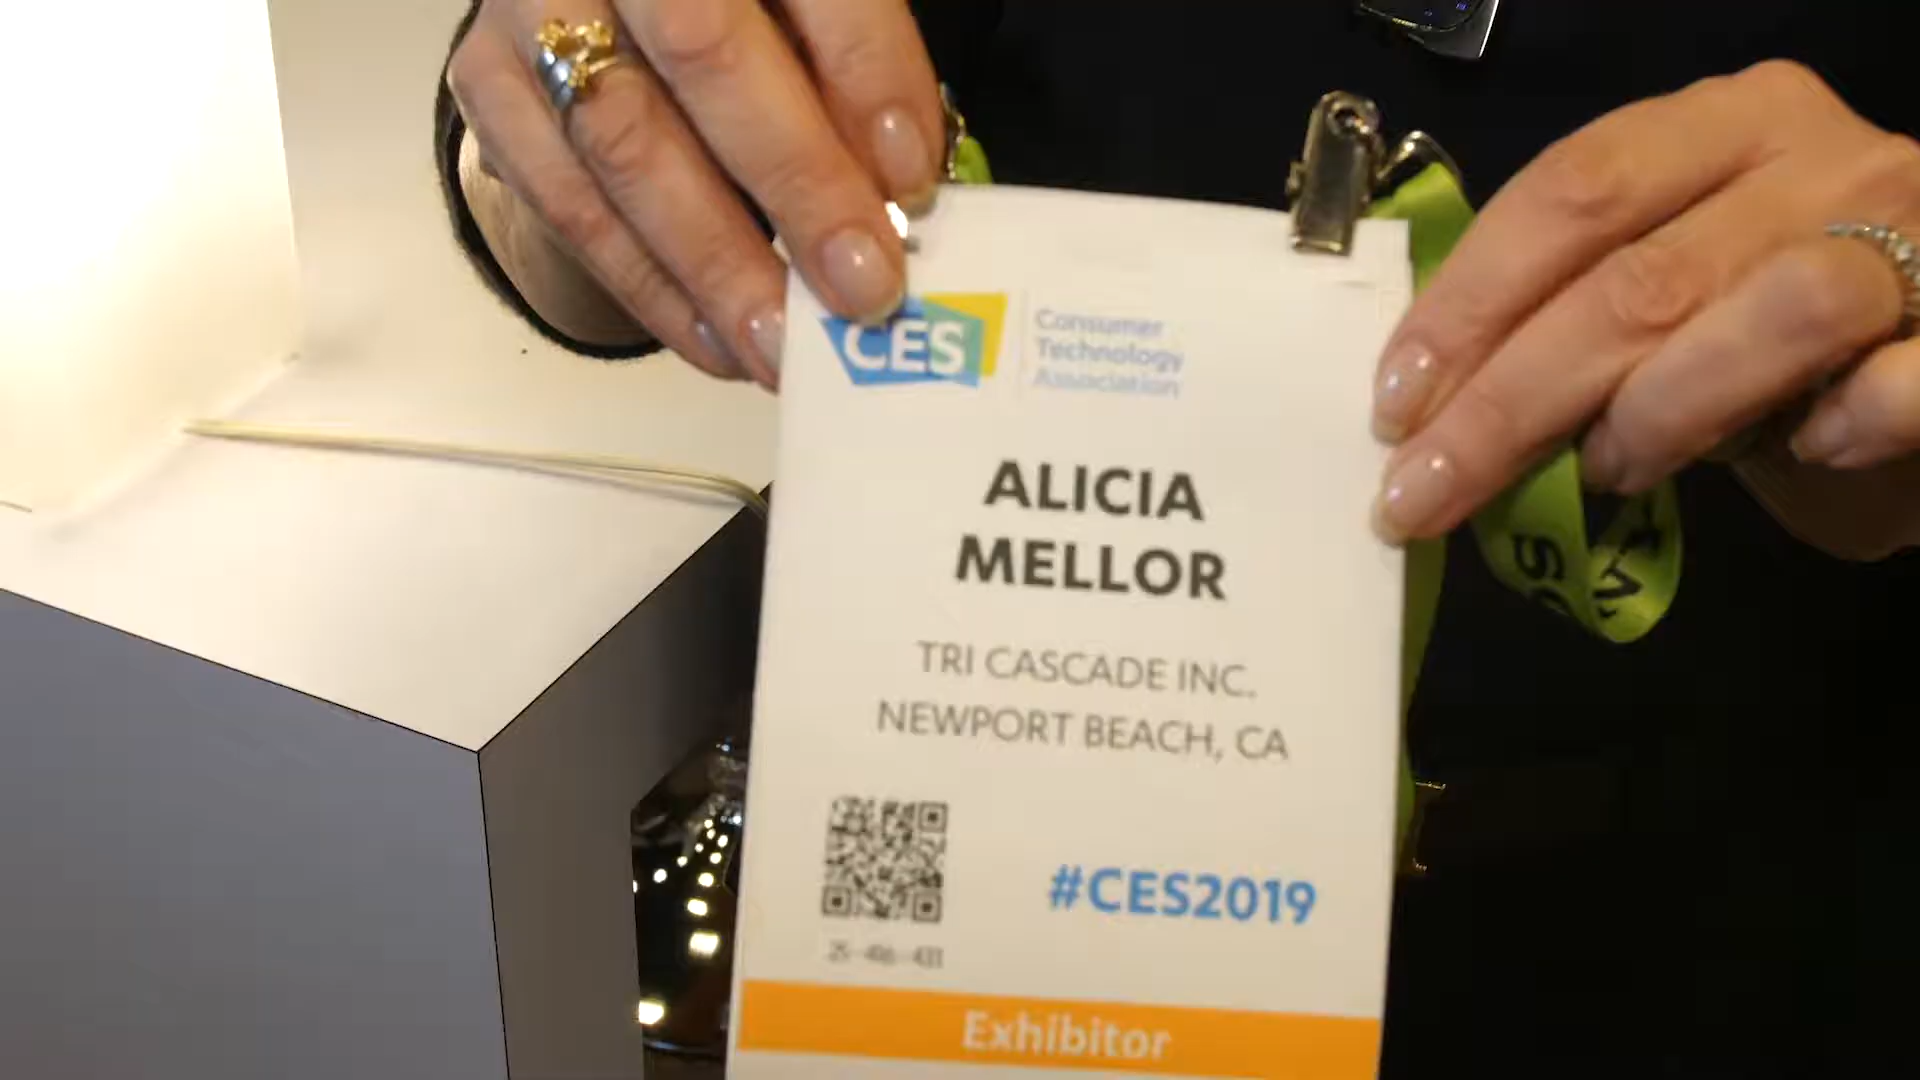 CES
Consumer
Technology
Association
ALICIA
MELLOR
TRI CASCADE INC.
NEWPORT BEACH, CA
#CES2019
Exhibitor